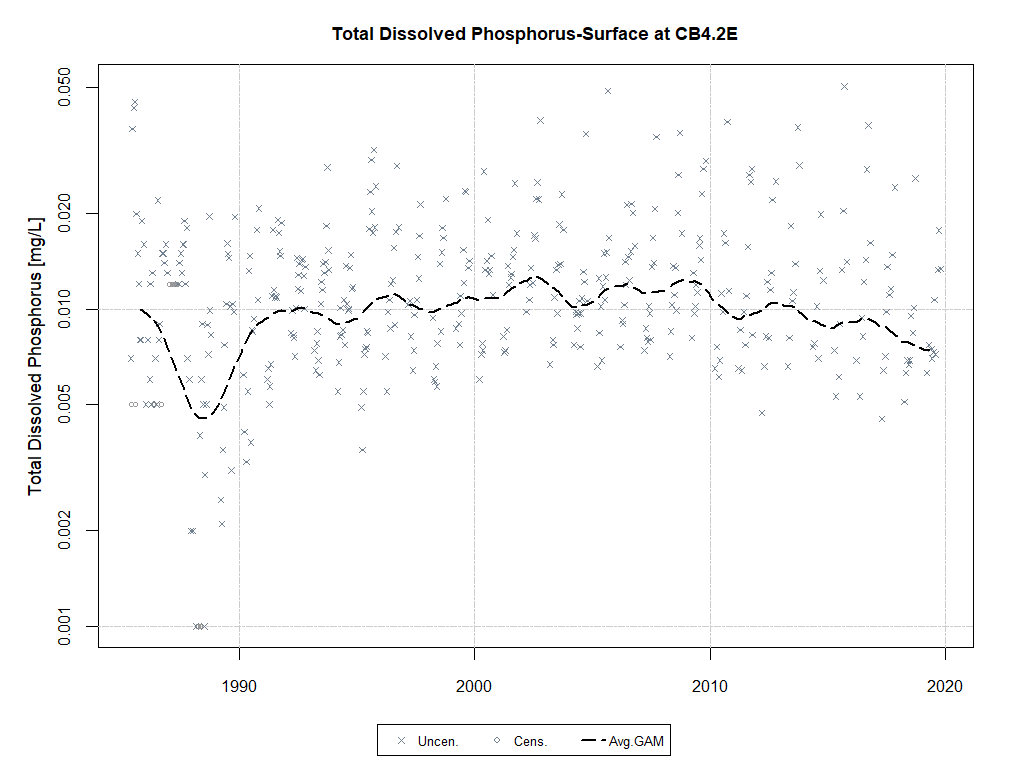 Total Dissolved Phosphorus-Surface at CB4.2E
Total Dissolved Phosphorus [mg/L]
0.050
0.020
0.010
0.005
0.002
0.001
1990 2000 2010 2020
Uncen. Cens. Avg.GAM